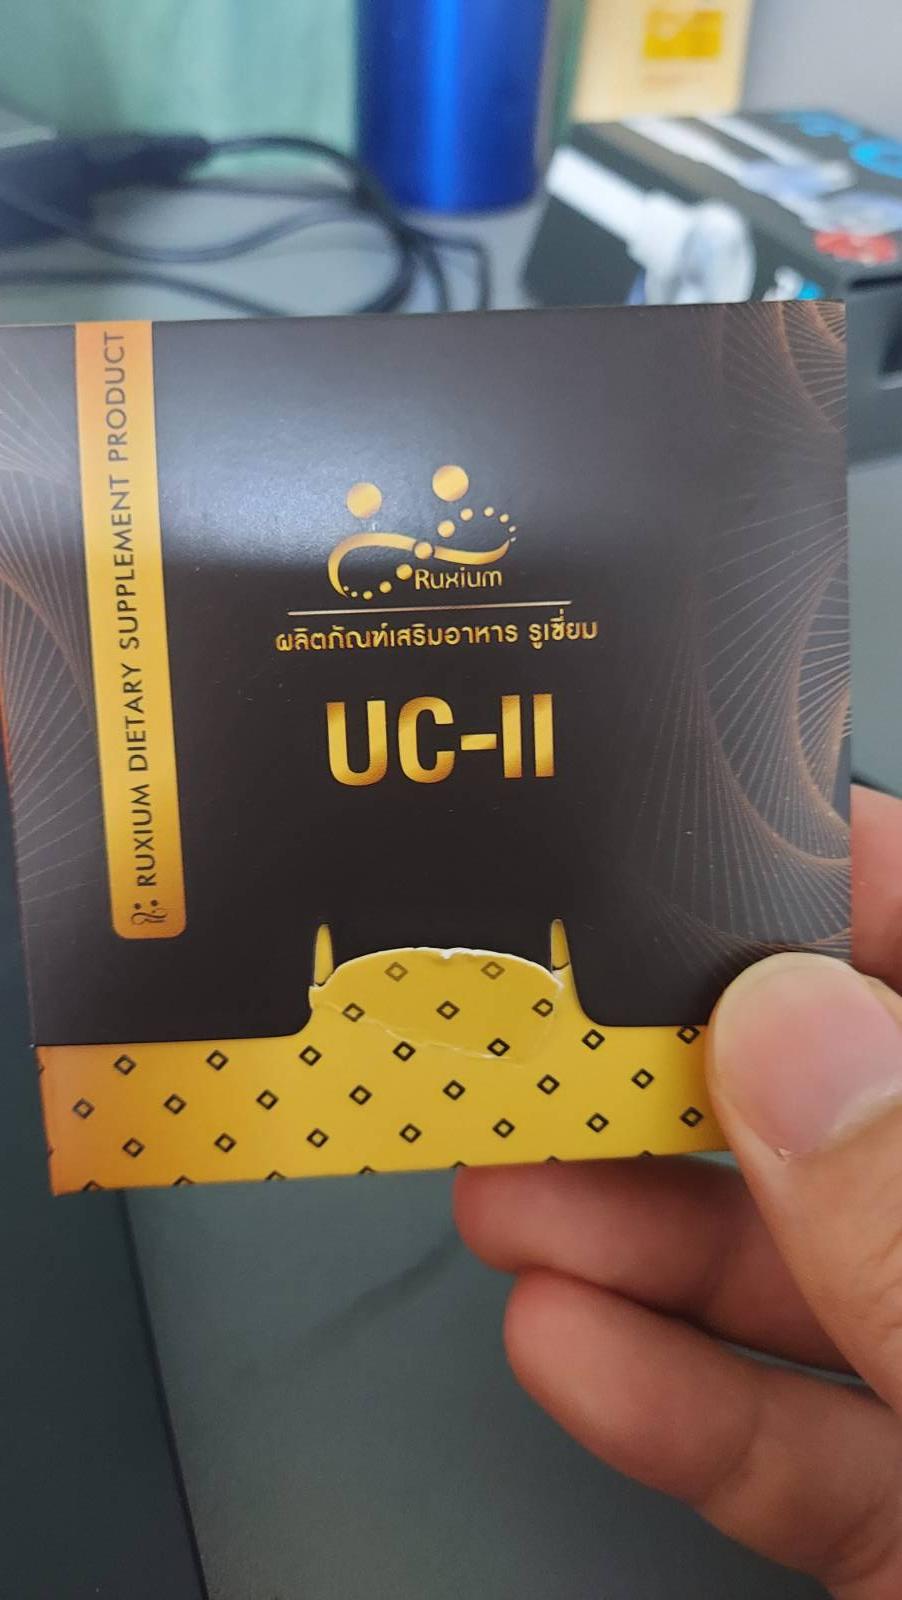 RUXIUM DIETARY SUPPLEMENT PRODUCT
Ruxium
ผลิตภัณฑ์เสริมอาหาร รูเซี่ยม
UC-II